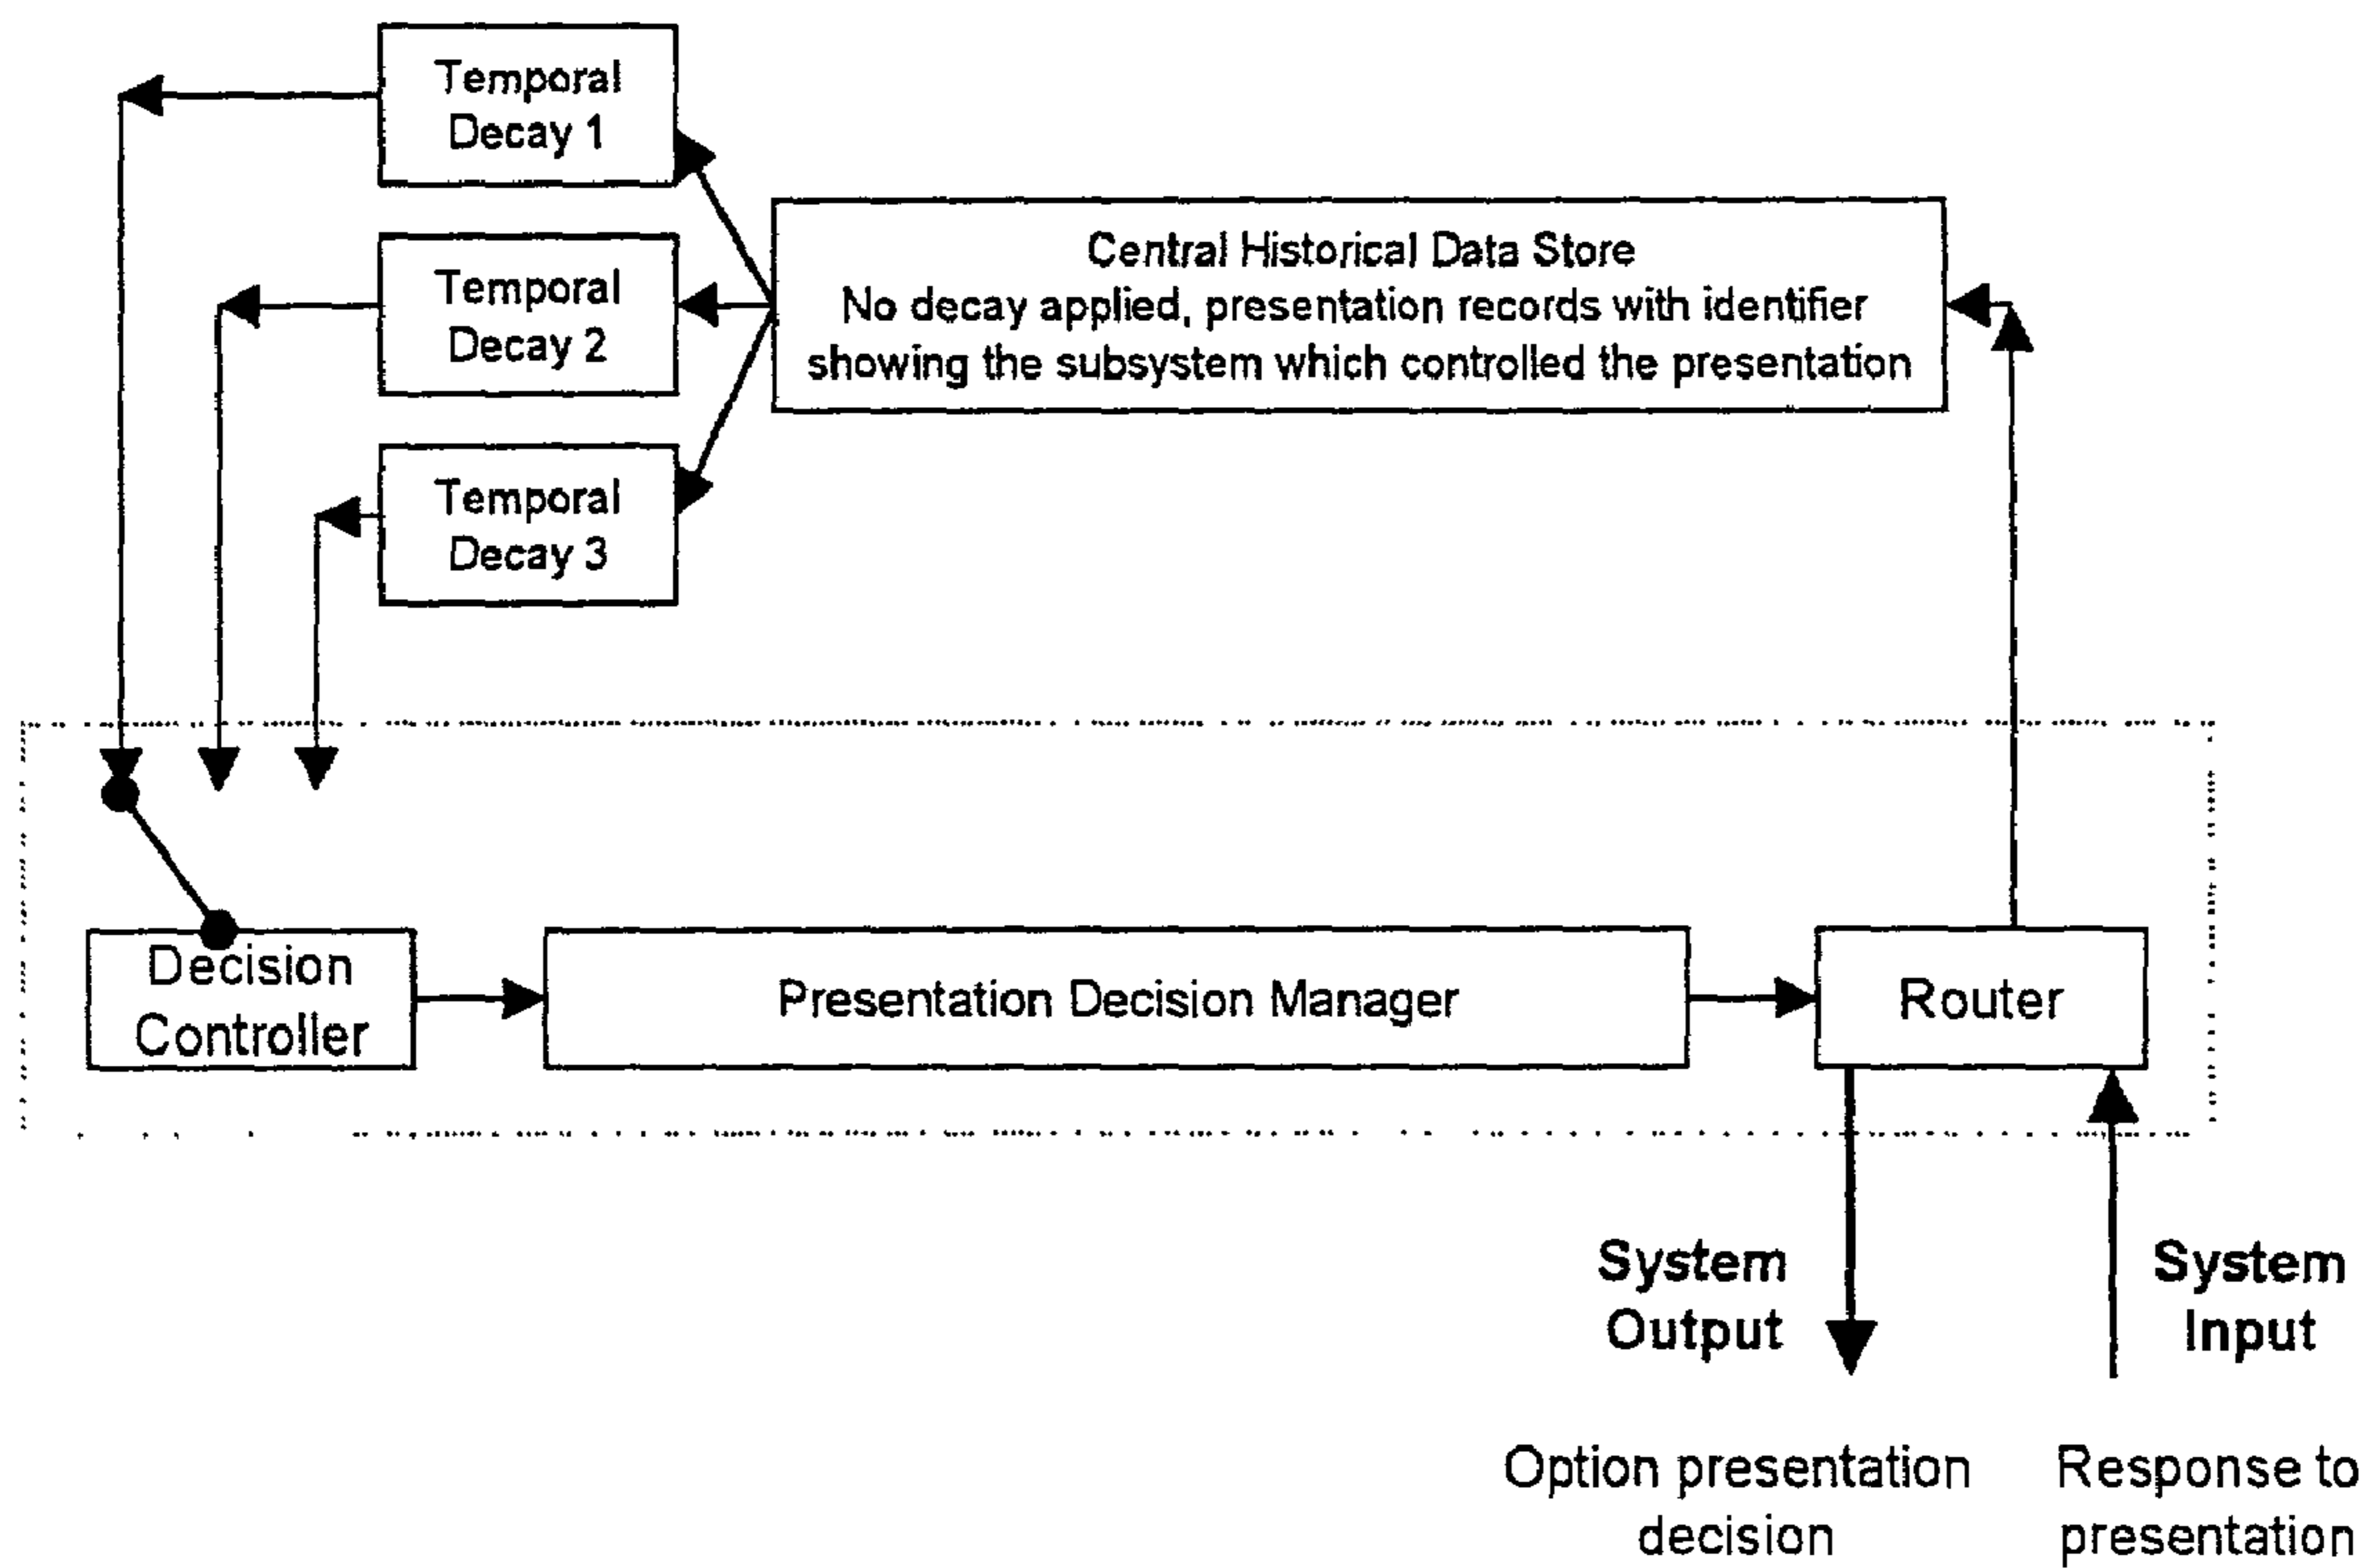 Temporal
Decay 1
Temporal
Decay 2
Temporal
Decay 3
Central Historical Data Store
No decay applied, presentation records with identifier
showing the subsystem which controlled the presentation
Decision
Controller
Presentation Decision Manager
Router
System
Output
System
Input
Option presentation
decision
Response to
presentation